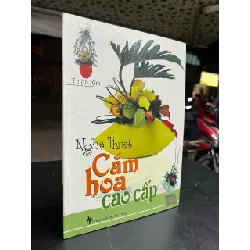 Nghệ Thuật
Cắm
hoa
cao cấp